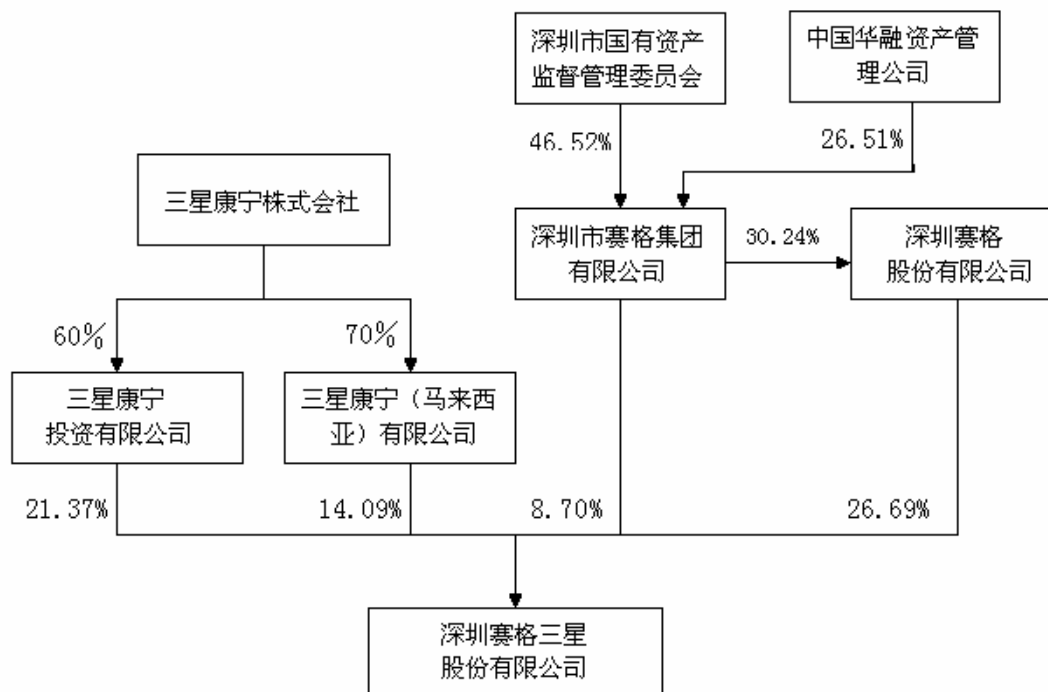 深圳市国有资产
监督管理委员会
中国华融资产管
理公司
46.52%
26.51%
三星康宁株式会社
深圳市赛格集团
有限公司
30.24%
深圳赛格
股份有限公司
60%
70%
三星康宁
投资有限公司
三星康宁（马来西
亚）有限公司
21.37%
14.09%
8.70%
26.69%
深圳赛格三星
股份有限公司